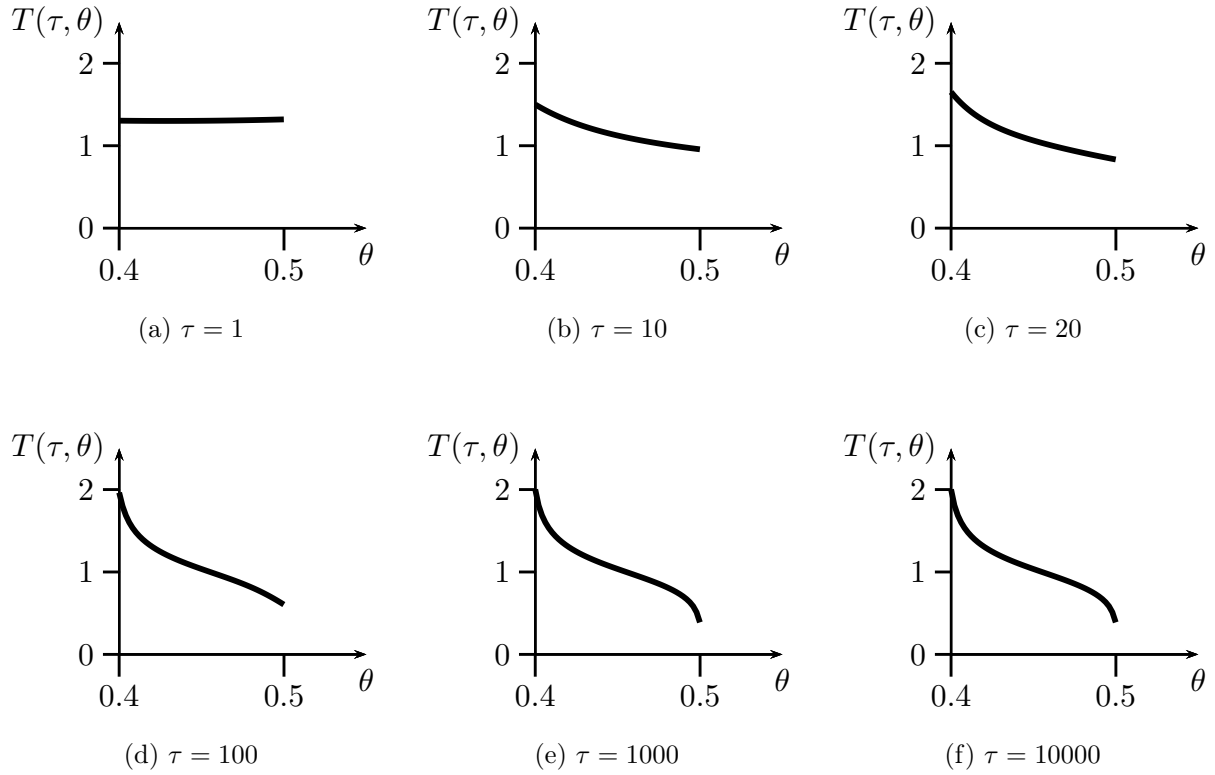 T(τ, θ) T(τ, θ) T(τ, θ)
2 2 2
1 1 1
0 0 0
0.4 0.5 θ 0.4 0.5 θ 0.4 0.5 θ
(a) τ = 1 (b) τ = 10 (c) τ = 20
T(τ, θ) T(τ, θ) T(τ, θ)
2 2 2
1 1 1
0 0 0
0.4 0.5 θ 0.4 0.5 θ 0.4 0.5 θ
(d) τ = 100 (e) τ = 1000 (f) τ = 10000